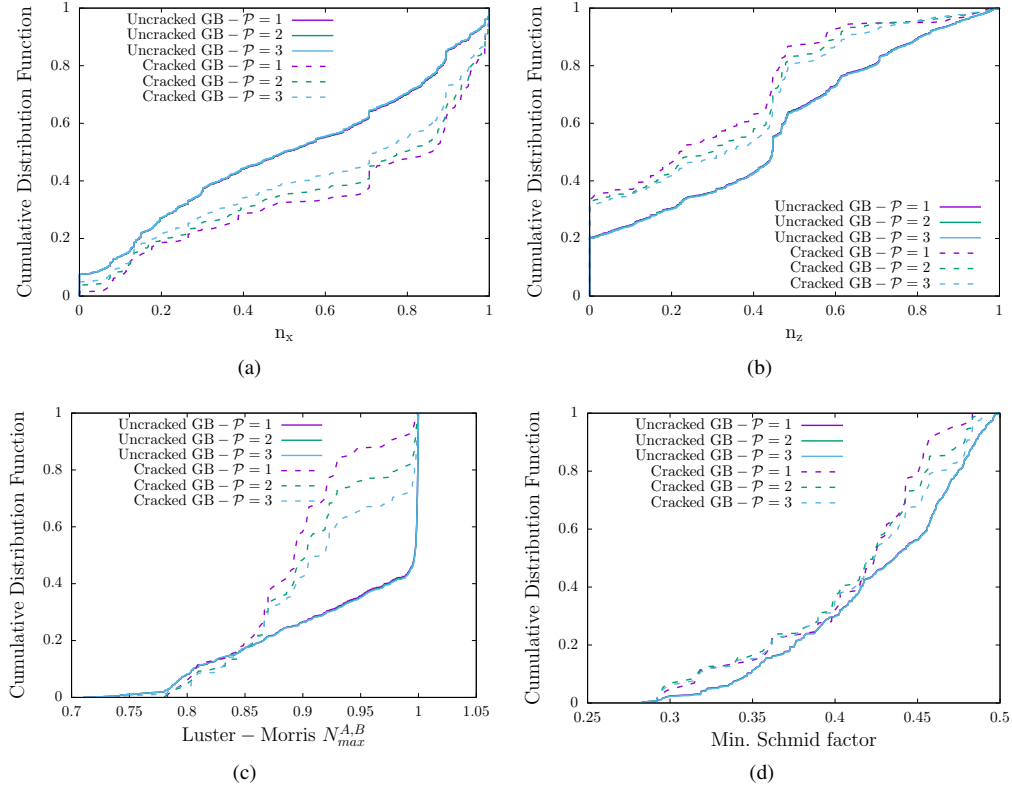 Cumulative Distribution Function
1
0.8
0.6
0.4
0.2
0
Uncracked GB – 𝒫 = 1
Uncracked GB – 𝒫 = 2
Uncracked GB – 𝒫 = 3
Cracked GB – 𝒫 = 1
Cracked GB – 𝒫 = 2
Cracked GB – 𝒫 = 3
0 0.2 0.4 0.6 0.8 1
n_x
(a)
Cumulative Distribution Function
1
0.8
0.6
0.4
0.2
0
Uncracked GB – 𝒫 = 1
Uncracked GB – 𝒫 = 2
Uncracked GB – 𝒫 = 3
Cracked GB – 𝒫 = 1
Cracked GB – 𝒫 = 2
Cracked GB – 𝒫 = 3
0 0.2 0.4 0.6 0.8 1
n_z
(b)
Cumulative Distribution Function
1
0.8
0.6
0.4
0.2
0
Uncracked GB – 𝒫 = 1
Uncracked GB – 𝒫 = 2
Uncracked GB – 𝒫 = 3
Cracked GB – 𝒫 = 1
Cracked GB – 𝒫 = 2
Cracked GB – 𝒫 = 3
0.7 0.75 0.8 0.85 0.9 0.95 1 1.05
Luster – Morris N_{max}^{A,B}
(c)
Cumulative Distribution Function
1
0.8
0.6
0.4
0.2
0
Uncracked GB – 𝒫 = 1
Uncracked GB – 𝒫 = 2
Uncracked GB – 𝒫 = 3
Cracked GB – 𝒫 = 1
Cracked GB – 𝒫 = 2
Cracked GB – 𝒫 = 3
0.25 0.3 0.35 0.4 0.45 0.5
Min. Schmid factor
(d)